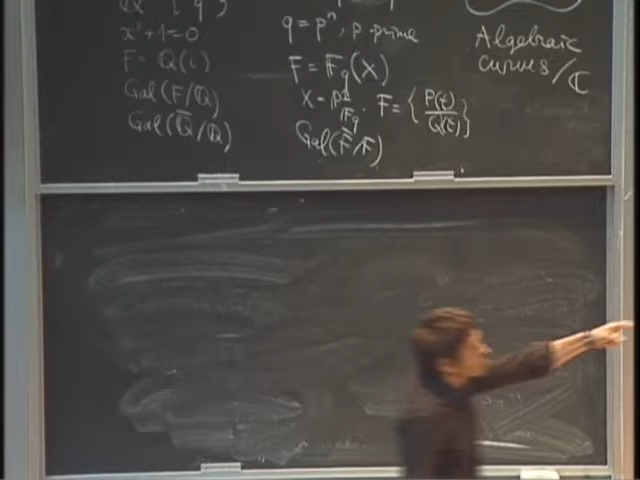 x²+1=0
F = Q(i)
Gal(F/Q)
Gal(Q̄/Q)
q = pⁿ, p-prime
F = F_q(X)
X = P¹_{F_q} . F = { P(t)/Q(t) }
Gal(F̄/F)
Algebraic
curves/ℂ